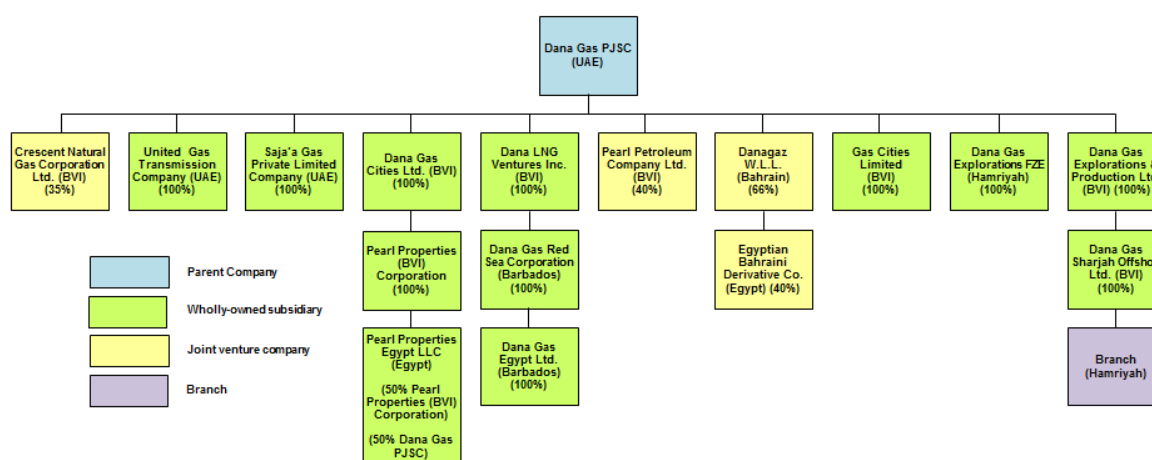 Dana Gas PJSC
(UAE)
Crescent Natural
Gas Corporation
Ltd. (BVI)
(35%)
United Gas
Transmission
Company (UAE)
(100%)
Saja'a Gas
Private Limited
Company (UAE)
(100%)
Dana Gas
Cities Ltd. (BVI)
(100%)
Dana LNG
Ventures Inc.
(BVI)
(100%)
Pearl Petroleum
Company Ltd.
(BVI)
(40%)
Danagaz
W.L.L.
(Bahrain)
(66%)
Gas Cities
Limited
(BVI)
(100%)
Dana Gas
Explorations FZE
(Hamriyah)
(100%)
Dana Gas
Explorations &
Production Ltd
(BVI) (100%)
Pearl Properties
(BVI)
Corporation
(100%)
Dana Gas Red
Sea Corporation
(Barbados)
(100%)
Egyptian
Bahraini
Derivative Co.
(Egypt) (40%)
Dana Gas
Sharjah Offsho
Ltd. (BVI)
(100%)
Pearl Properties
Egypt LLC
(Egypt)
(50% Pearl
Properties (BVI)
Corporation)
(50% Dana Gas
PJSC)
Dana Gas
Egypt Ltd.
(Barbados)
(100%)
Branch
(Hamriyah)
Parent Company
Wholly-owned subsidiary
Joint venture company
Branch